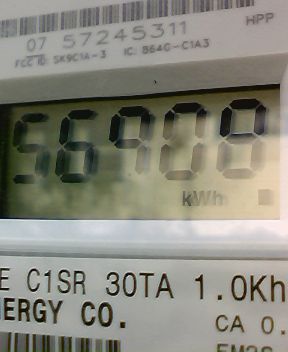 HPP
07 57245311
FCC ID: SK9C1A-3 IC: 864G-C1A3
56908
kWh
E C1SR 30TA 1.0Kh
ERGY CO.
CA 0.